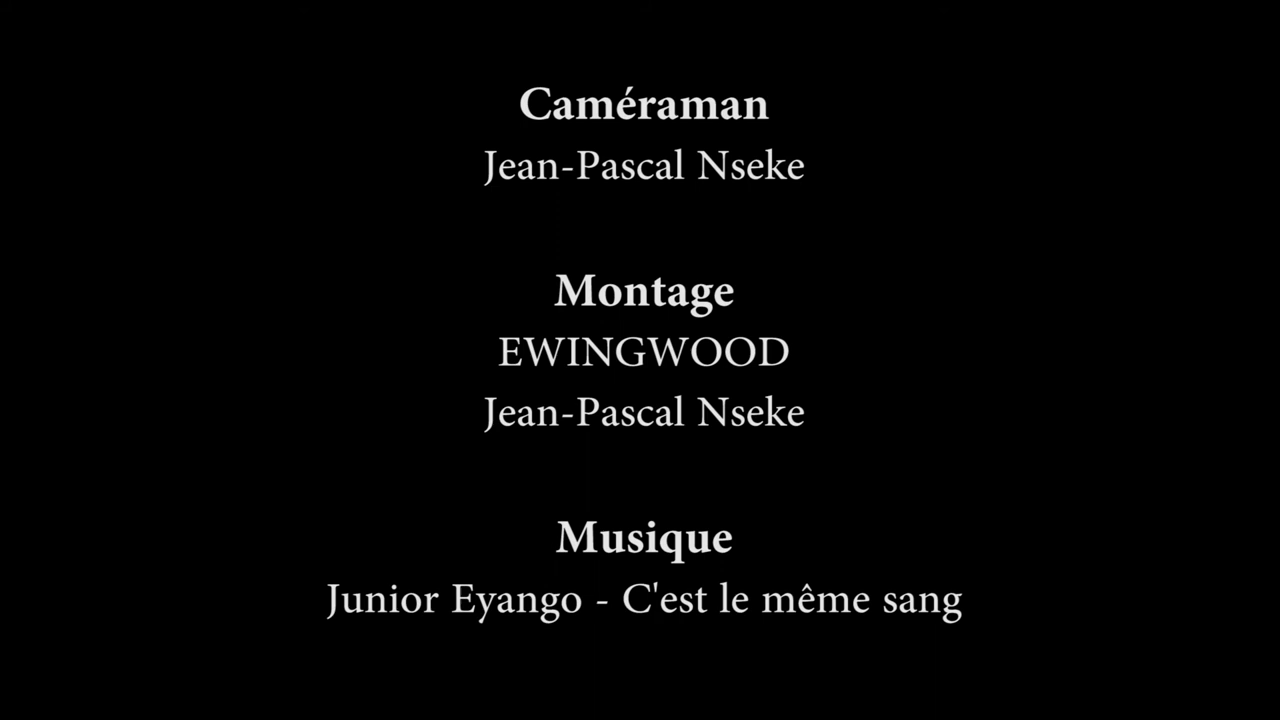 Caméraman
Jean-Pascal Nseke
Montage
EWINGWOOD
Jean-Pascal Nseke
Musique
Junior Eyango - C'est le même sang